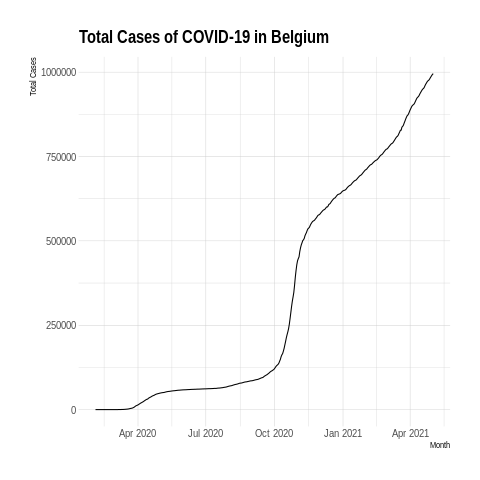 Total Cases of COVID-19 in Belgium
Total Cases
1000000
750000
500000
250000
0
Apr 2020 Jul 2020 Oct 2020 Jan 2021 Apr 2021
Month